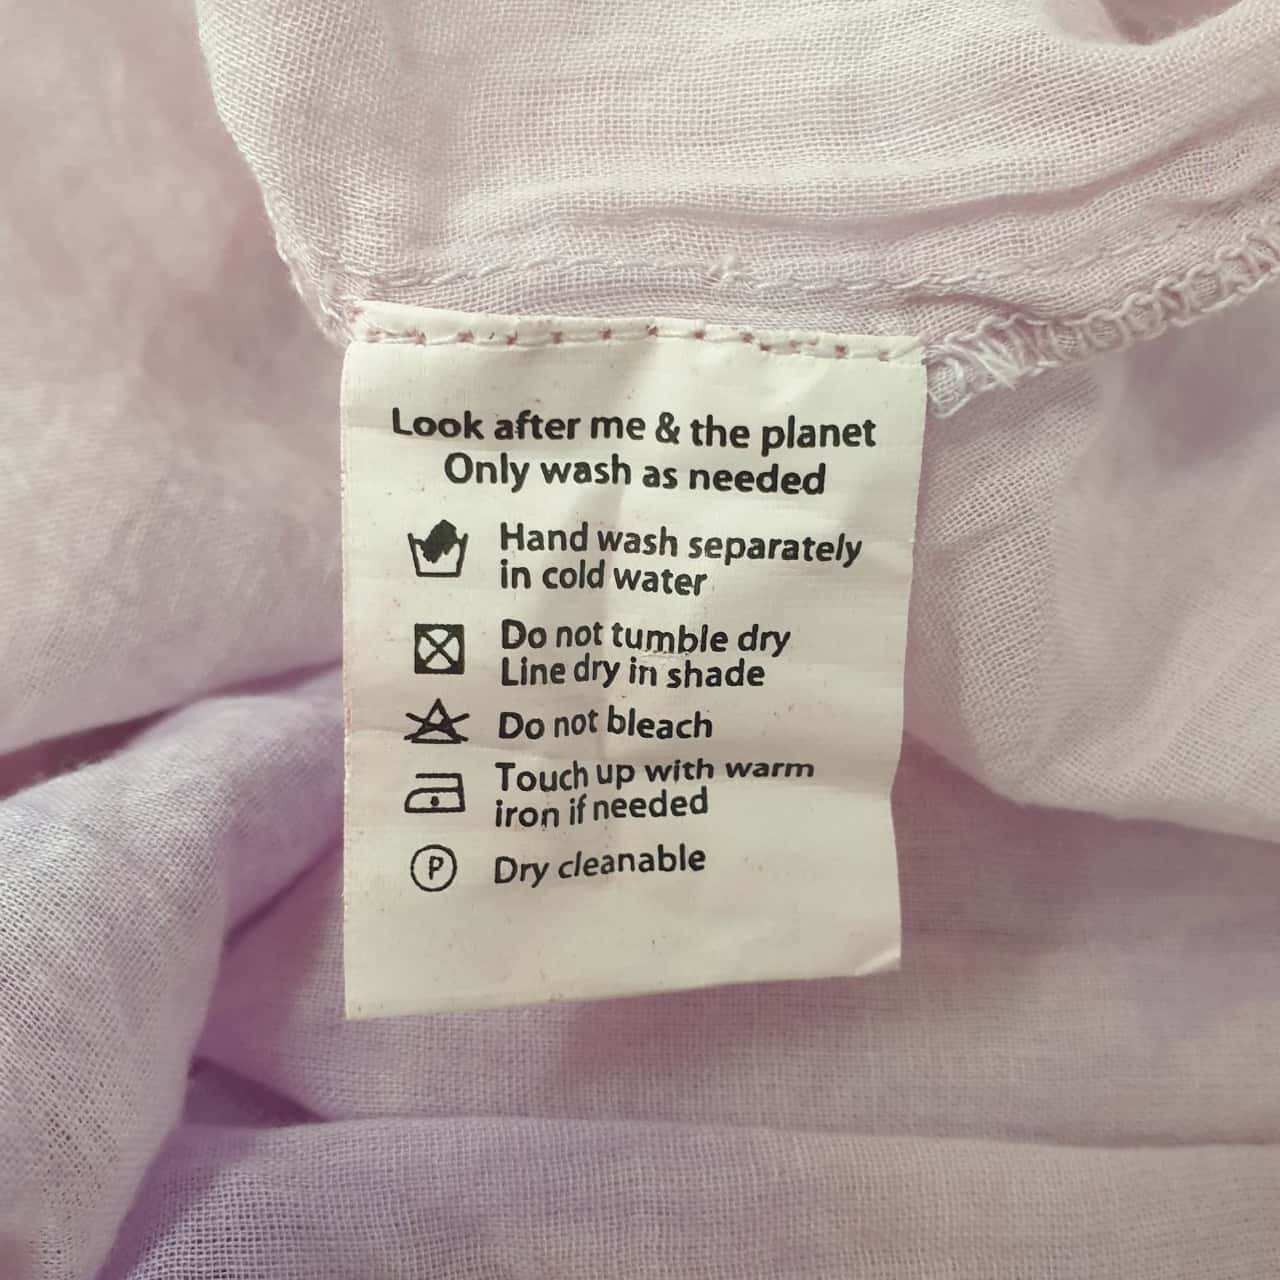 Look after me & the planet
Only wash as needed
Hand wash separately
in cold water
Do not tumble dry
Line dry in shade
Do not bleach
Touch up with warm
iron if needed
P Dry cleanable